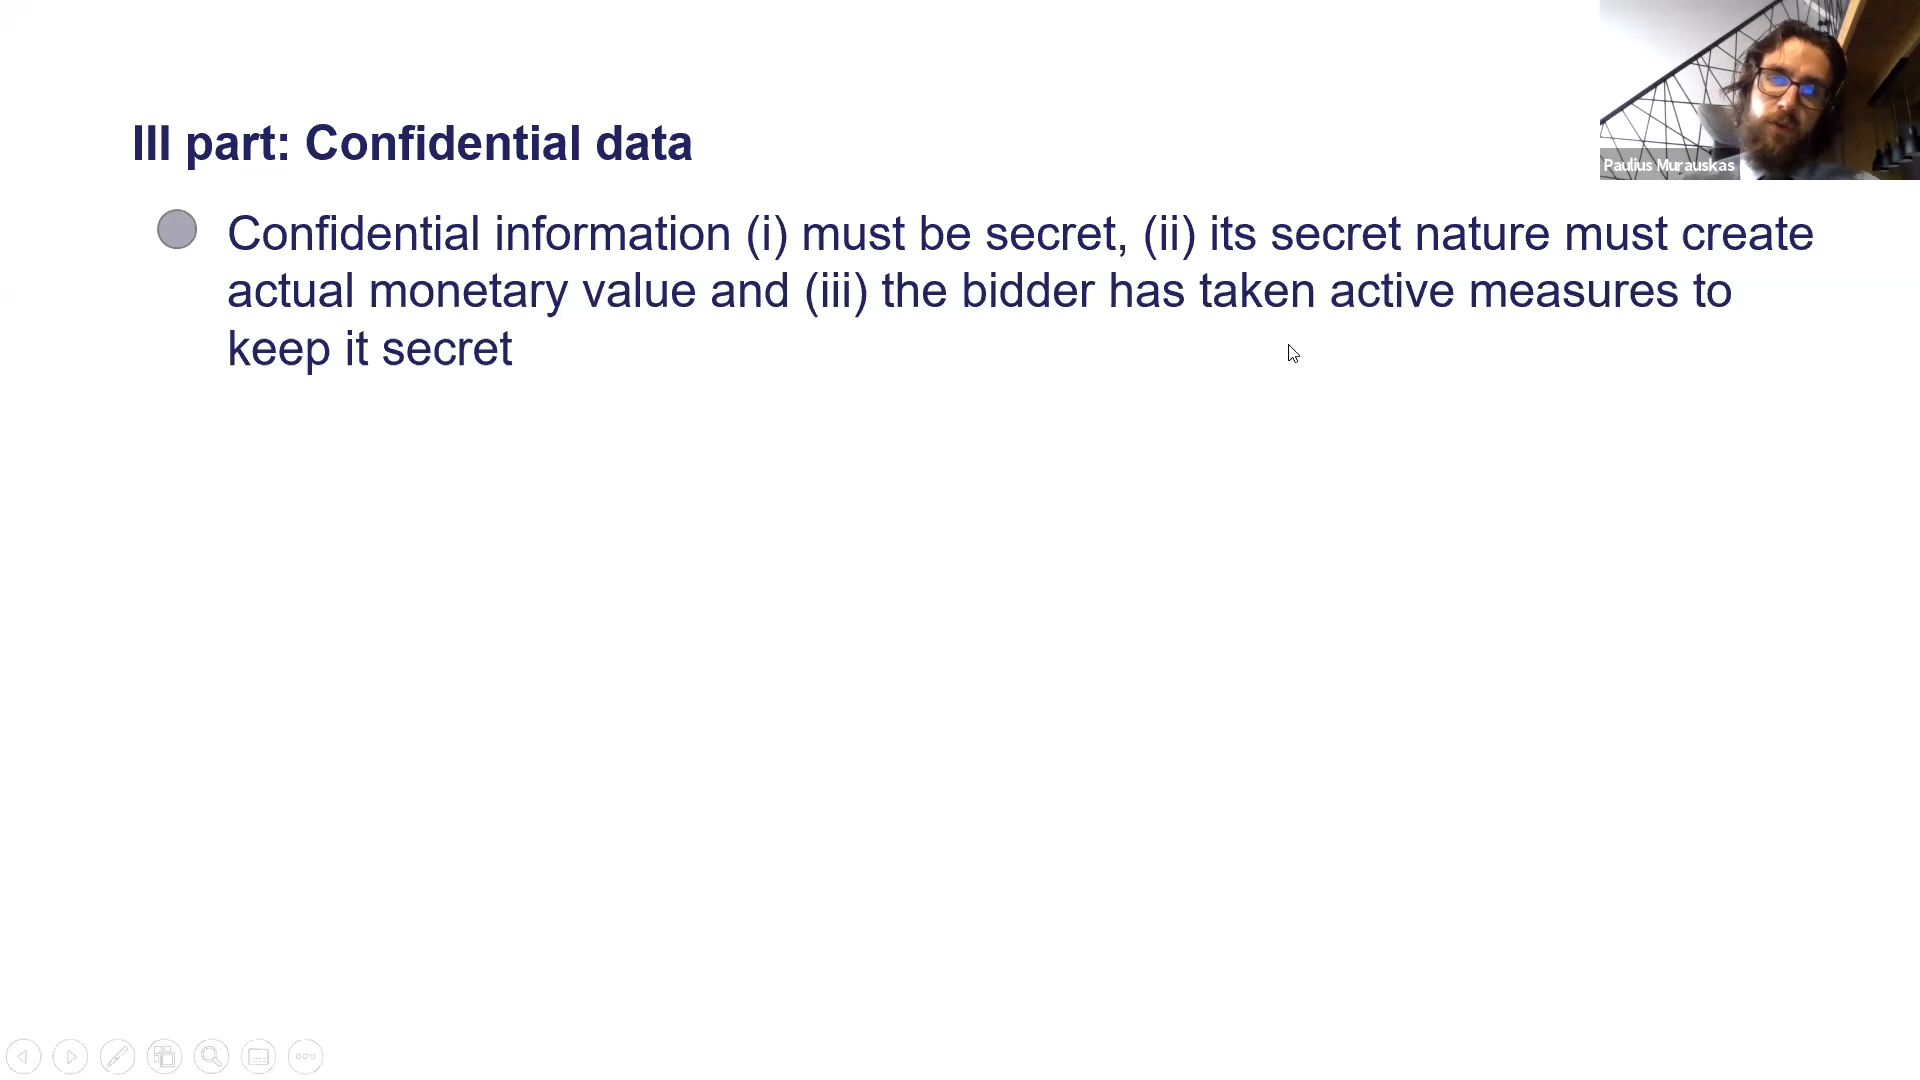 III part: Confidential data
Paulius Murauskas
Confidential information (i) must be secret, (ii) its secret nature must create
actual monetary value and (iii) the bidder has taken active measures to
keep it secret